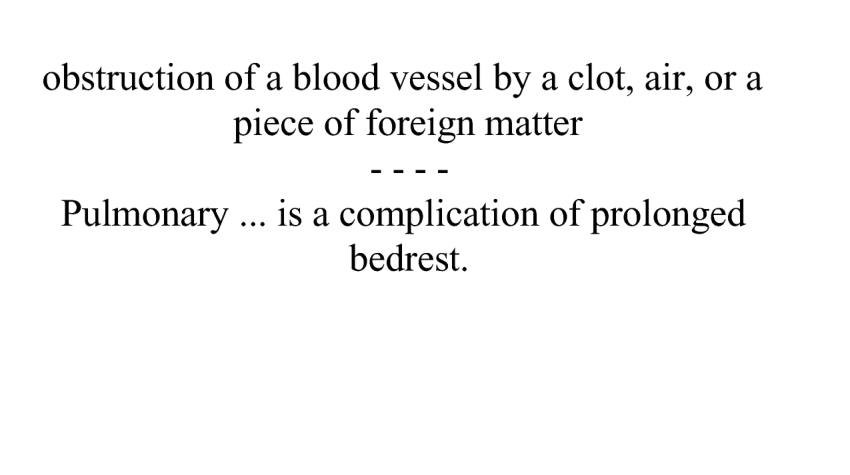 obstruction of a blood vessel by a clot, air, or a
piece of foreign matter
- - - -
Pulmonary ... is a complication of prolonged
bedrest.